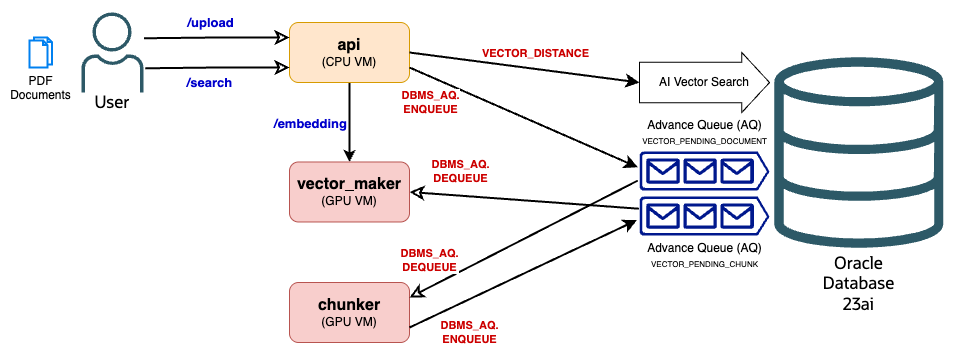 PDF
Documents
User
/upload
/search
api
(CPU VM)
VECTOR_DISTANCE
DBMS_AQ.
ENQUEUE
/embedding
AI Vector Search
Advance Queue (AQ)
VECTOR_PENDING_DOCUMENT
vector_maker
(GPU VM)
DBMS_AQ.
DEQUEUE
Advance Queue (AQ)
VECTOR_PENDING_CHUNK
DBMS_AQ.
DEQUEUE
chunker
(GPU VM)
DBMS_AQ.
ENQUEUE
Oracle
Database
23ai